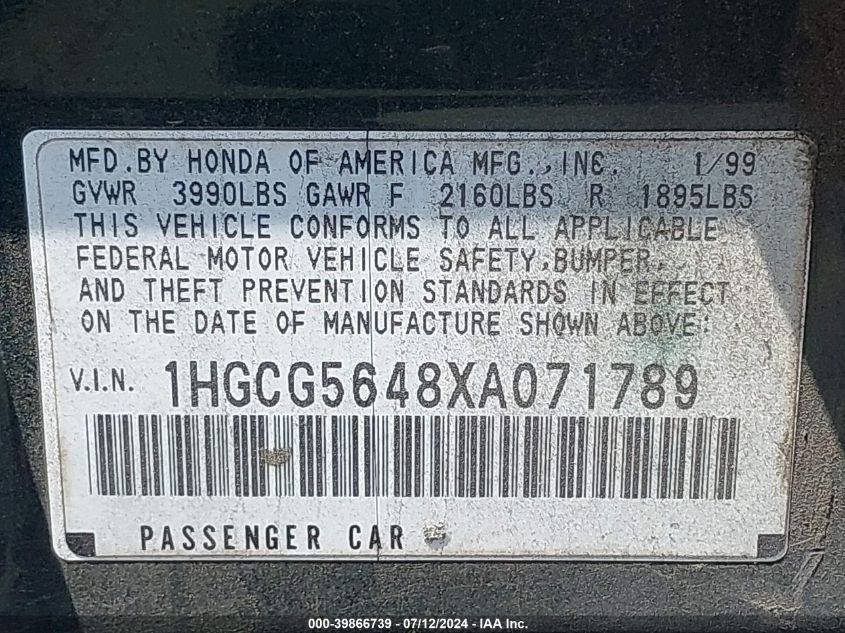 MFD.BY HONDA OF AMERICA MFG., INC. 1/99
GVWR 3990LBS GAWR F 2160LBS R 1895LBS
THIS VEHICLE CONFORMS TO ALL APPLICABLE
FEDERAL MOTOR VEHICLE SAFETY,BUMPER,
AND THEFT PREVENTION STANDARDS IN EFFECT
ON THE DATE OF MANUFACTURE SHOWN ABOVE:
V.I.N. 1HGCG5648XA071789
PASSENGER CAR
000-39866739 - 07/12/2024 - IAA Inc.